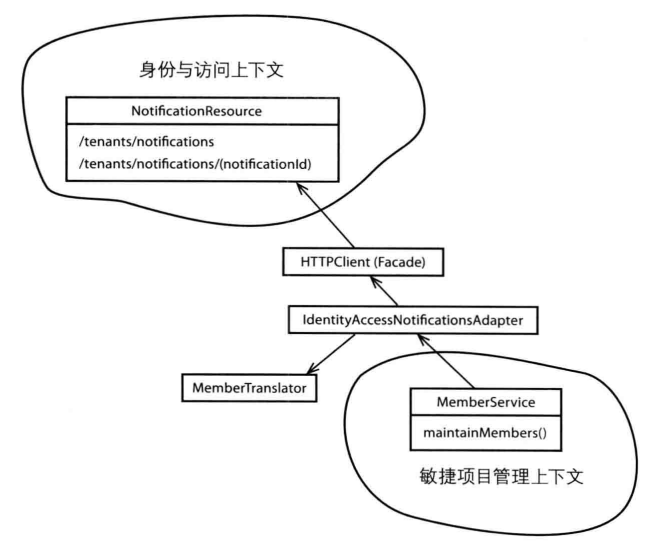 身份与访问上下文
NotificationResource
/tenants/notifications
/tenants/notifications/(notificationId)
HTTPClient (Facade)
IdentityAccessNotificationsAdapter
MemberTranslator
MemberService
maintainMembers()
敏捷项目管理上下文